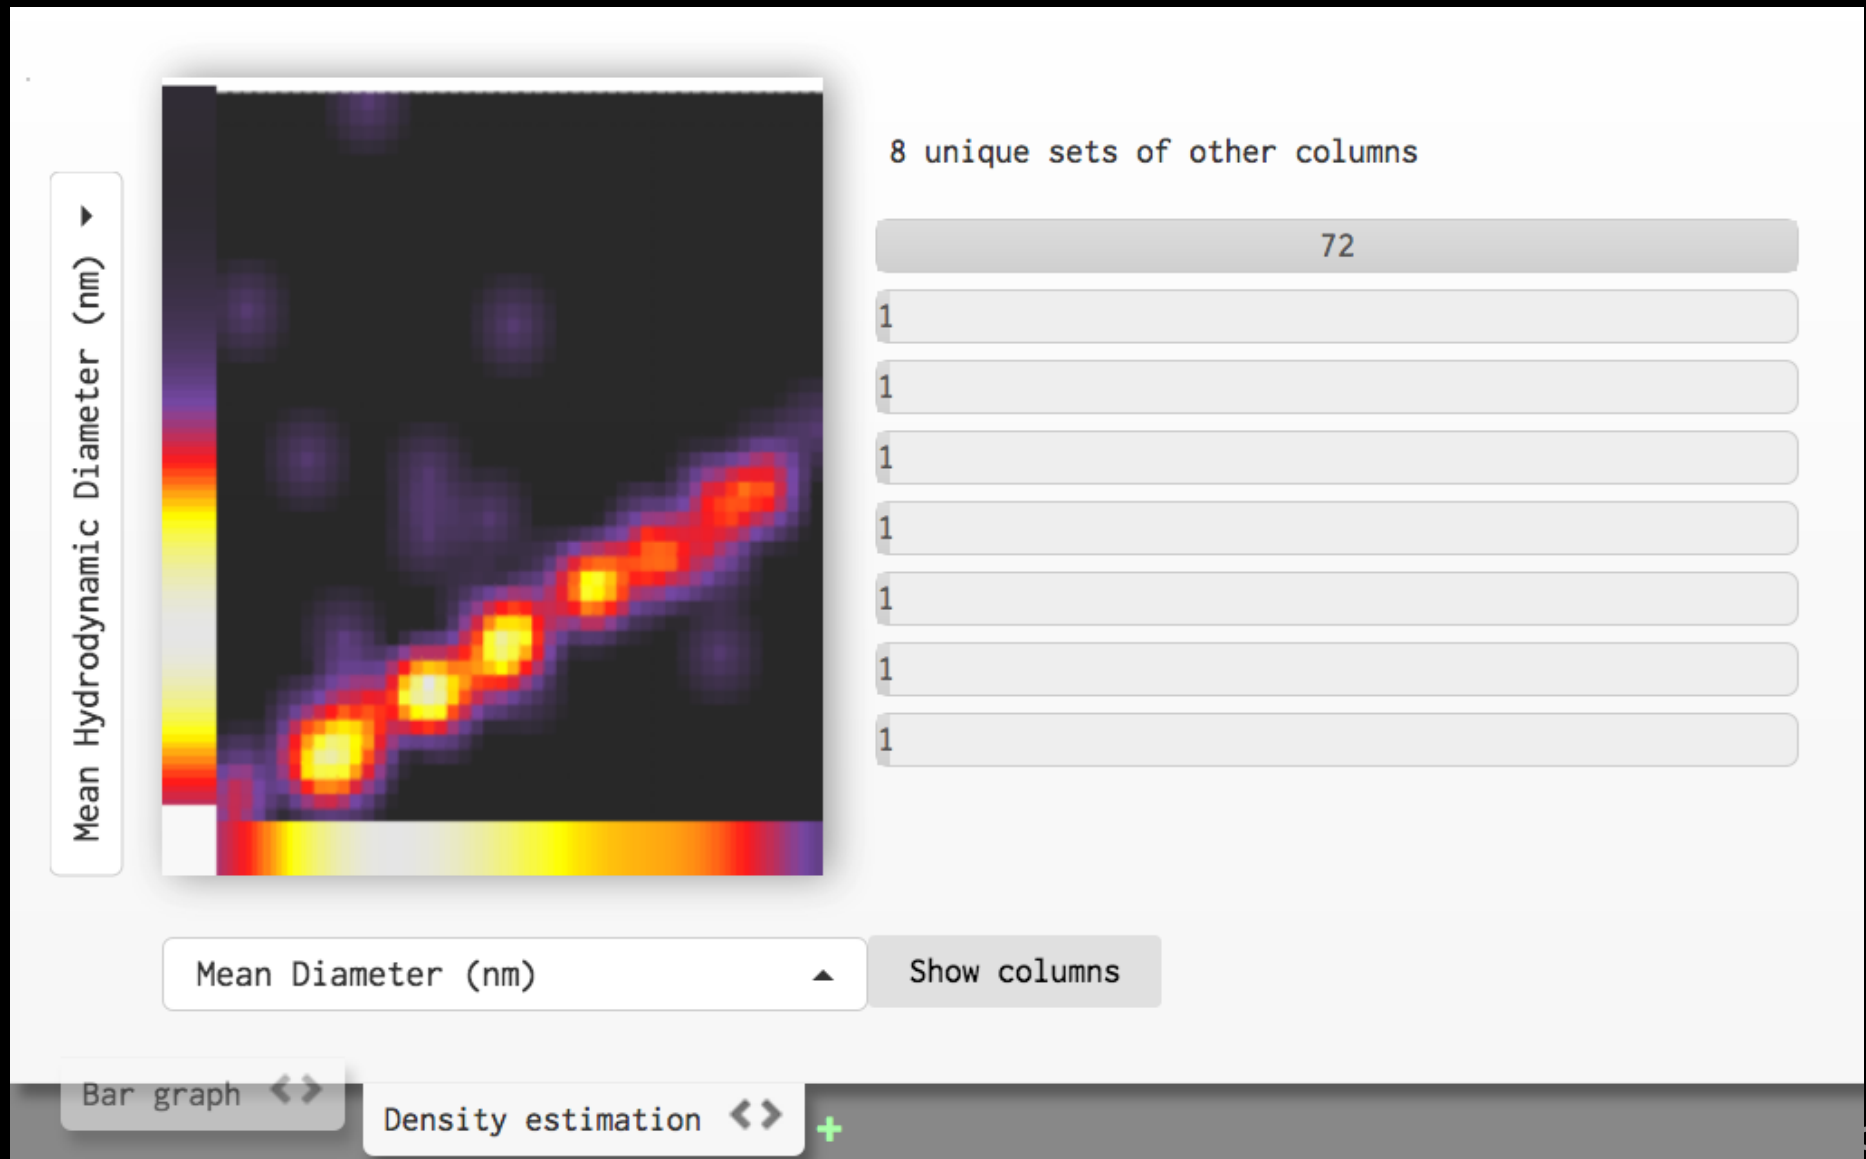 Mean Hydrodynamic Diameter (nm)
8 unique sets of other columns
72
1
1
1
1
1
1
1
Mean Diameter (nm)
Show columns
Bar graph
Density estimation
+